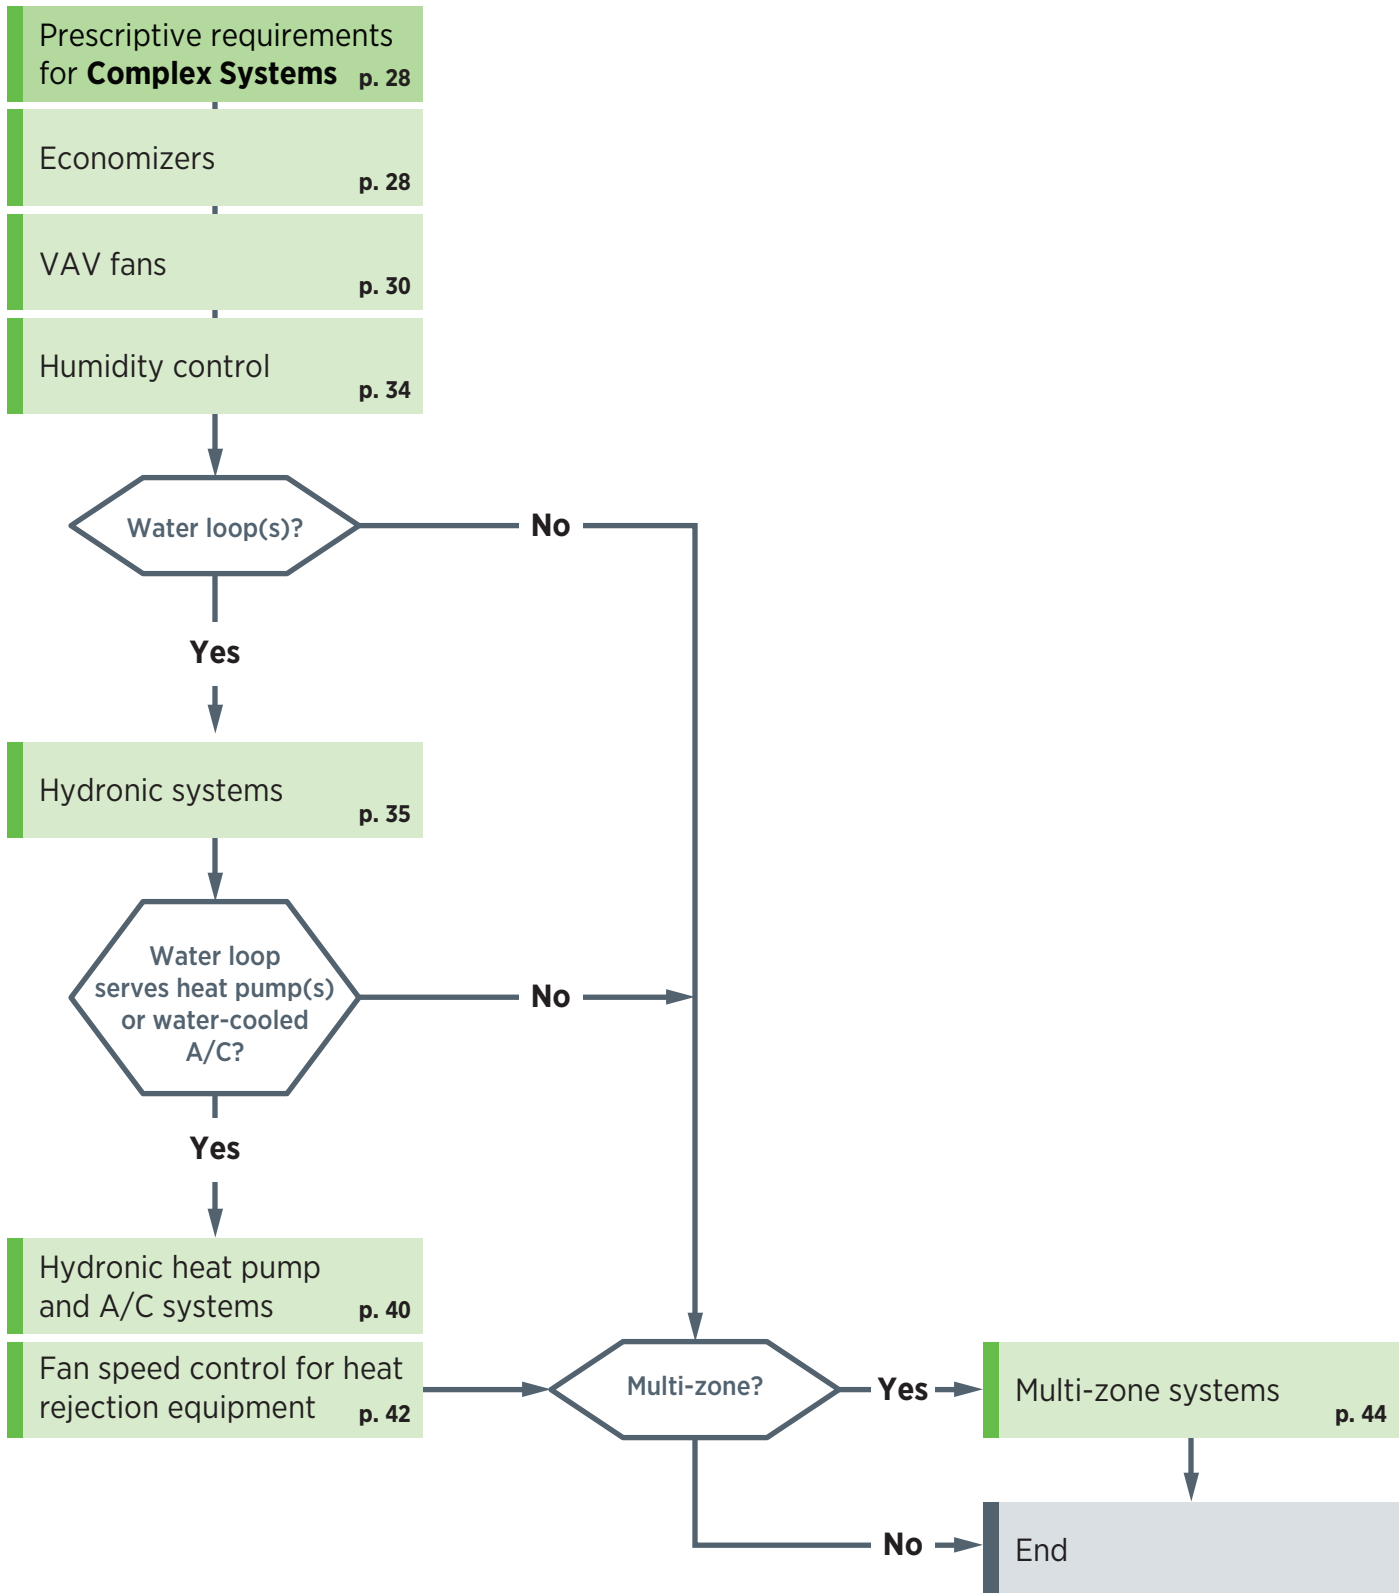 Prescriptive requirements
for Complex Systems p. 28
Economizers
p. 28
VAV fans
p. 30
Humidity control
p. 34
Water loop(s)?
No
Yes
Hydronic systems
p. 35
Water loop
serves heat pump(s)
or water-cooled
A/C?
No
Yes
Hydronic heat pump
and A/C systems p. 40
Fan speed control for heat
rejection equipment p. 42
Multi-zone?
Yes
Multi-zone systems
p. 44
No
End